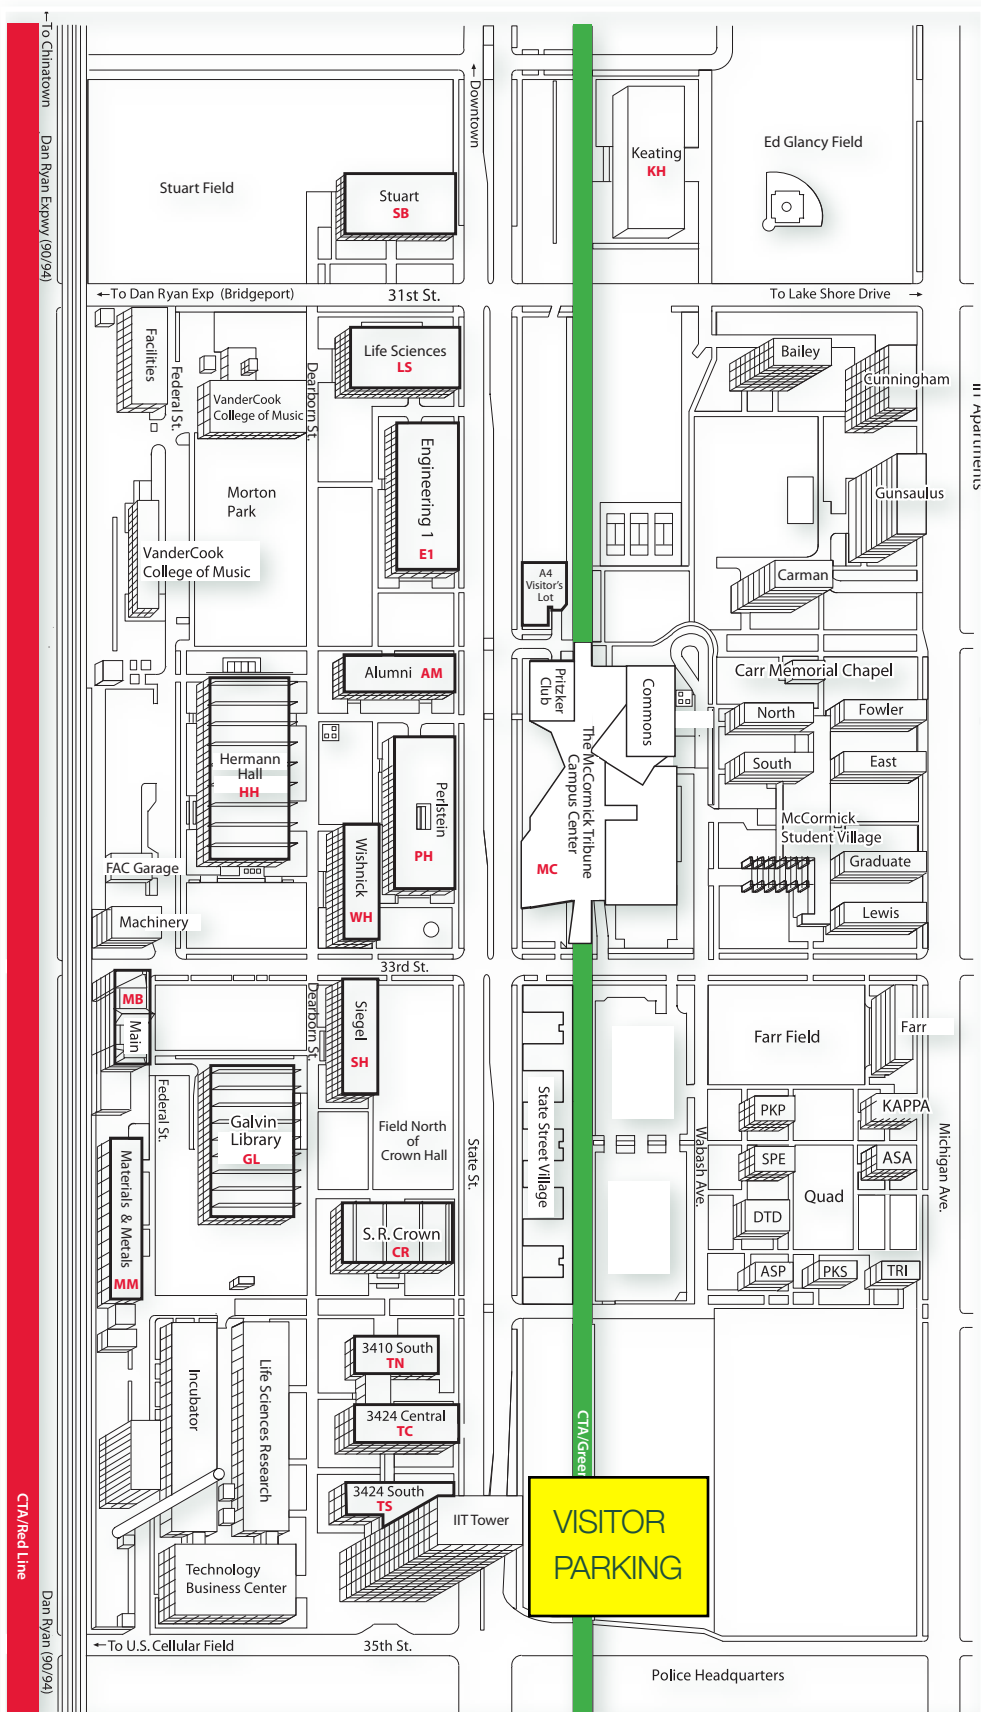 ←To Chinatown
Dan Ryan Expwy (90/94)
← Downtown
Stuart Field
Stuart
SB
Keating
KH
Ed Glancy Field
←To Dan Ryan Exp (Bridgeport)
31st St.
To Lake Shore Drive →
Facilities
Federal St.
VanderCook
College of Music
Dearborn St.
Life Sciences
LS
Bailey
Cunningham
IIT Apartments
Engineering 1
E1
Morton
Park
Gunsaulus
VanderCook
College of Music
A4
Visitor's
Lot
Carman
Alumni AM
Pritzker
Club
Commons
Carr Memorial Chapel
North
Fowler
Hermann
Hall
HH
Perlstein
PH
The McCormick Tribune
Campus Center
MC
South
East
McCormick
Student Village
Wishnick
WH
FAC Garage
Graduate
Machinery
Lewis
33rd St.
MB
Main
Dearborn St.
Siegel
SH
Farr Field
Farr
Federal St.
Galvin
Library
GL
Field North
of
Crown Hall
State St.
State Street Village
Wabash Ave.
PKP
KAPPA
Michigan Ave.
SPE
ASA
Materials & Metals
MM
Quad
DTD
S. R. Crown
CR
ASP
PKS
TRI
3410 South
TN
Incubator
Life Sciences Research
3424 Central
TC
CTA/Green
3424 South
TS
IIT Tower
VISITOR
PARKING
CTA/Red Line
Technology
Business Center
Dan Ryan (90/94)
←To U.S. Cellular Field
35th St.
Police Headquarters